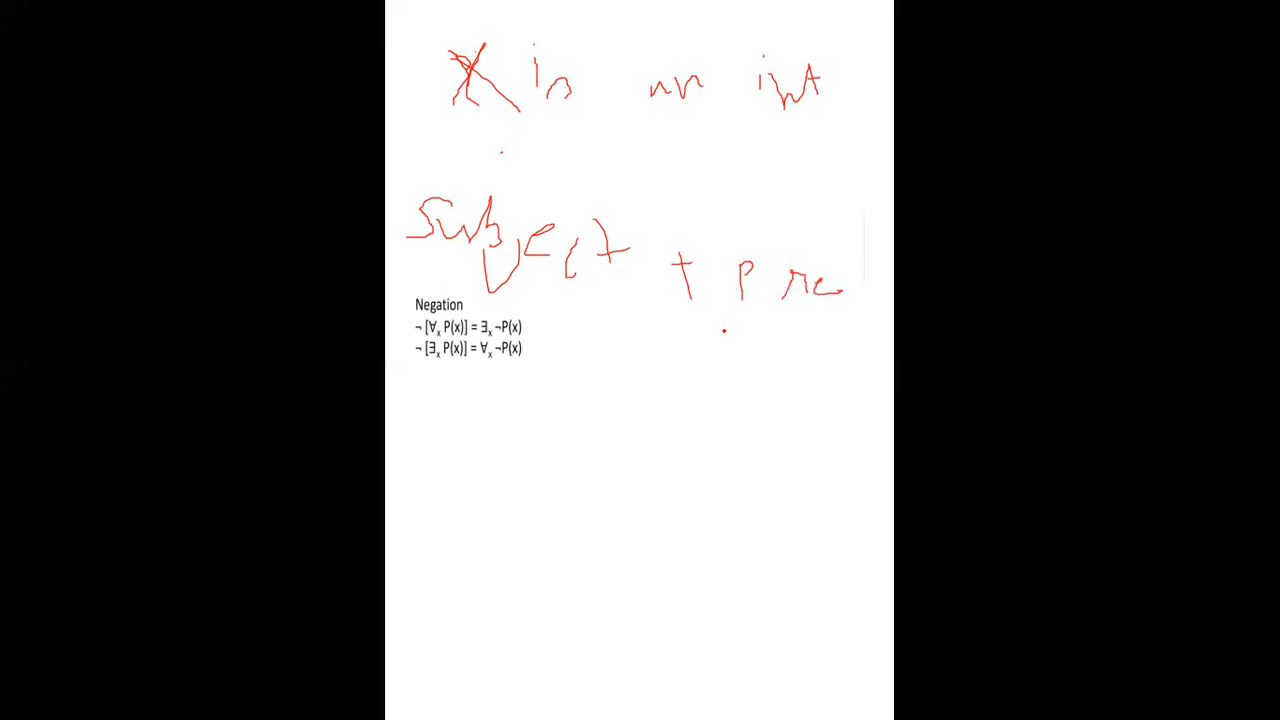 X is an int
Subject + Pre
Negation
¬ [∀ₓ P(x)] = ∃ₓ ¬P(x)
¬ [∃ₓ P(x)] = ∀ₓ ¬P(x)